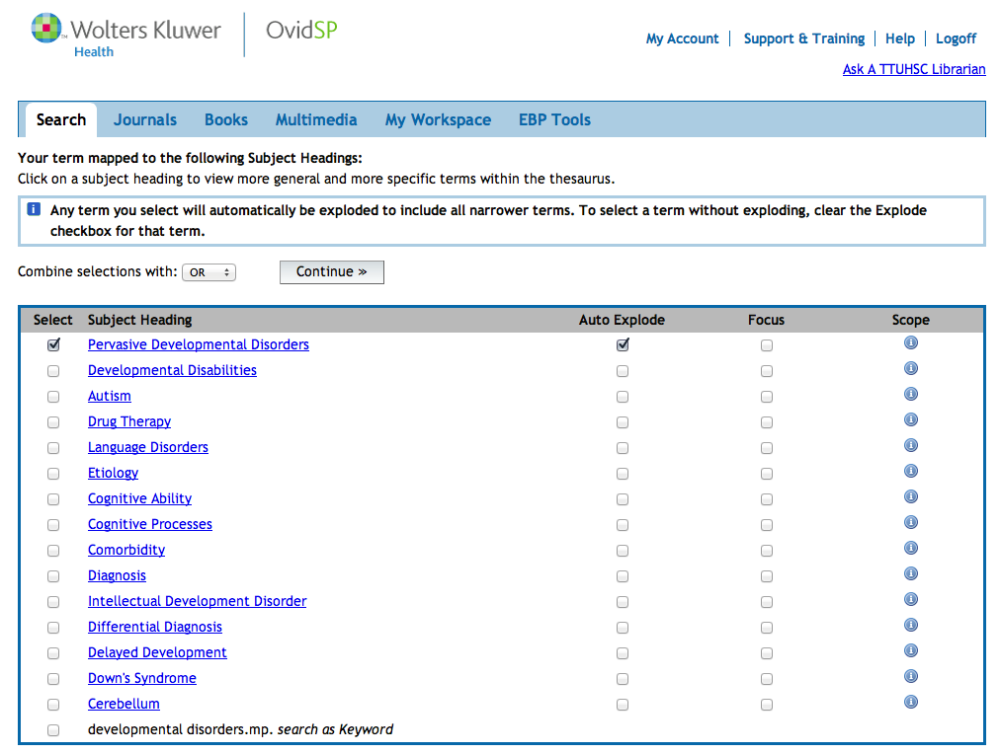 Wolters Kluwer
Health
OvidSP
My Account | Support & Training | Help | Logoff
Ask A TTUHSC Librarian
Search Journals Books Multimedia My Workspace EBP Tools
Your term mapped to the following Subject Headings:
Click on a subject heading to view more general and more specific terms within the thesaurus.
i Any term you select will automatically be exploded to include all narrower terms. To select a term without exploding, clear the Explode
checkbox for that term.
Combine selections with: OR Continue »
Select Subject Heading Auto Explode Focus Scope
Pervasive Developmental Disorders
Developmental Disabilities
Autism
Drug Therapy
Language Disorders
Etiology
Cognitive Ability
Cognitive Processes
Comorbidity
Diagnosis
Intellectual Development Disorder
Differential Diagnosis
Delayed Development
Down's Syndrome
Cerebellum
developmental disorders.mp. search as Keyword